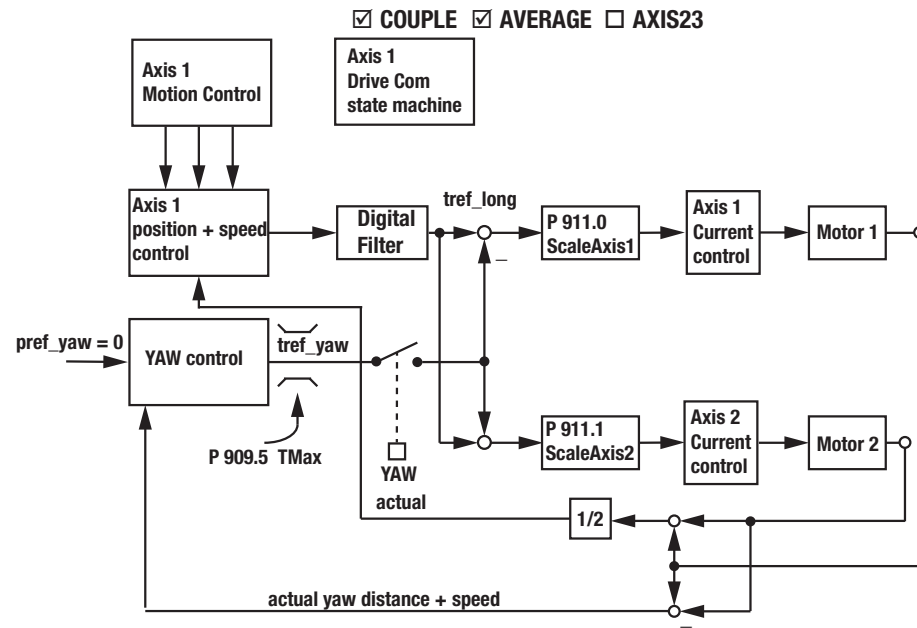 ☑ COUPLE ☑ AVERAGE ☐ AXIS23
Axis 1
Motion Control
Axis 1
Drive Com
state machine
Axis 1
position + speed
control
Digital
Filter
tref_long
P 911.0
ScaleAxis1
Axis 1
Current
control
Motor 1
–
pref_yaw = 0
YAW control
tref_yaw
P 909.5 TMax
YAW
actual
P 911.1
ScaleAxis2
Axis 2
Current
control
Motor 2
1/2
actual yaw distance + speed
–